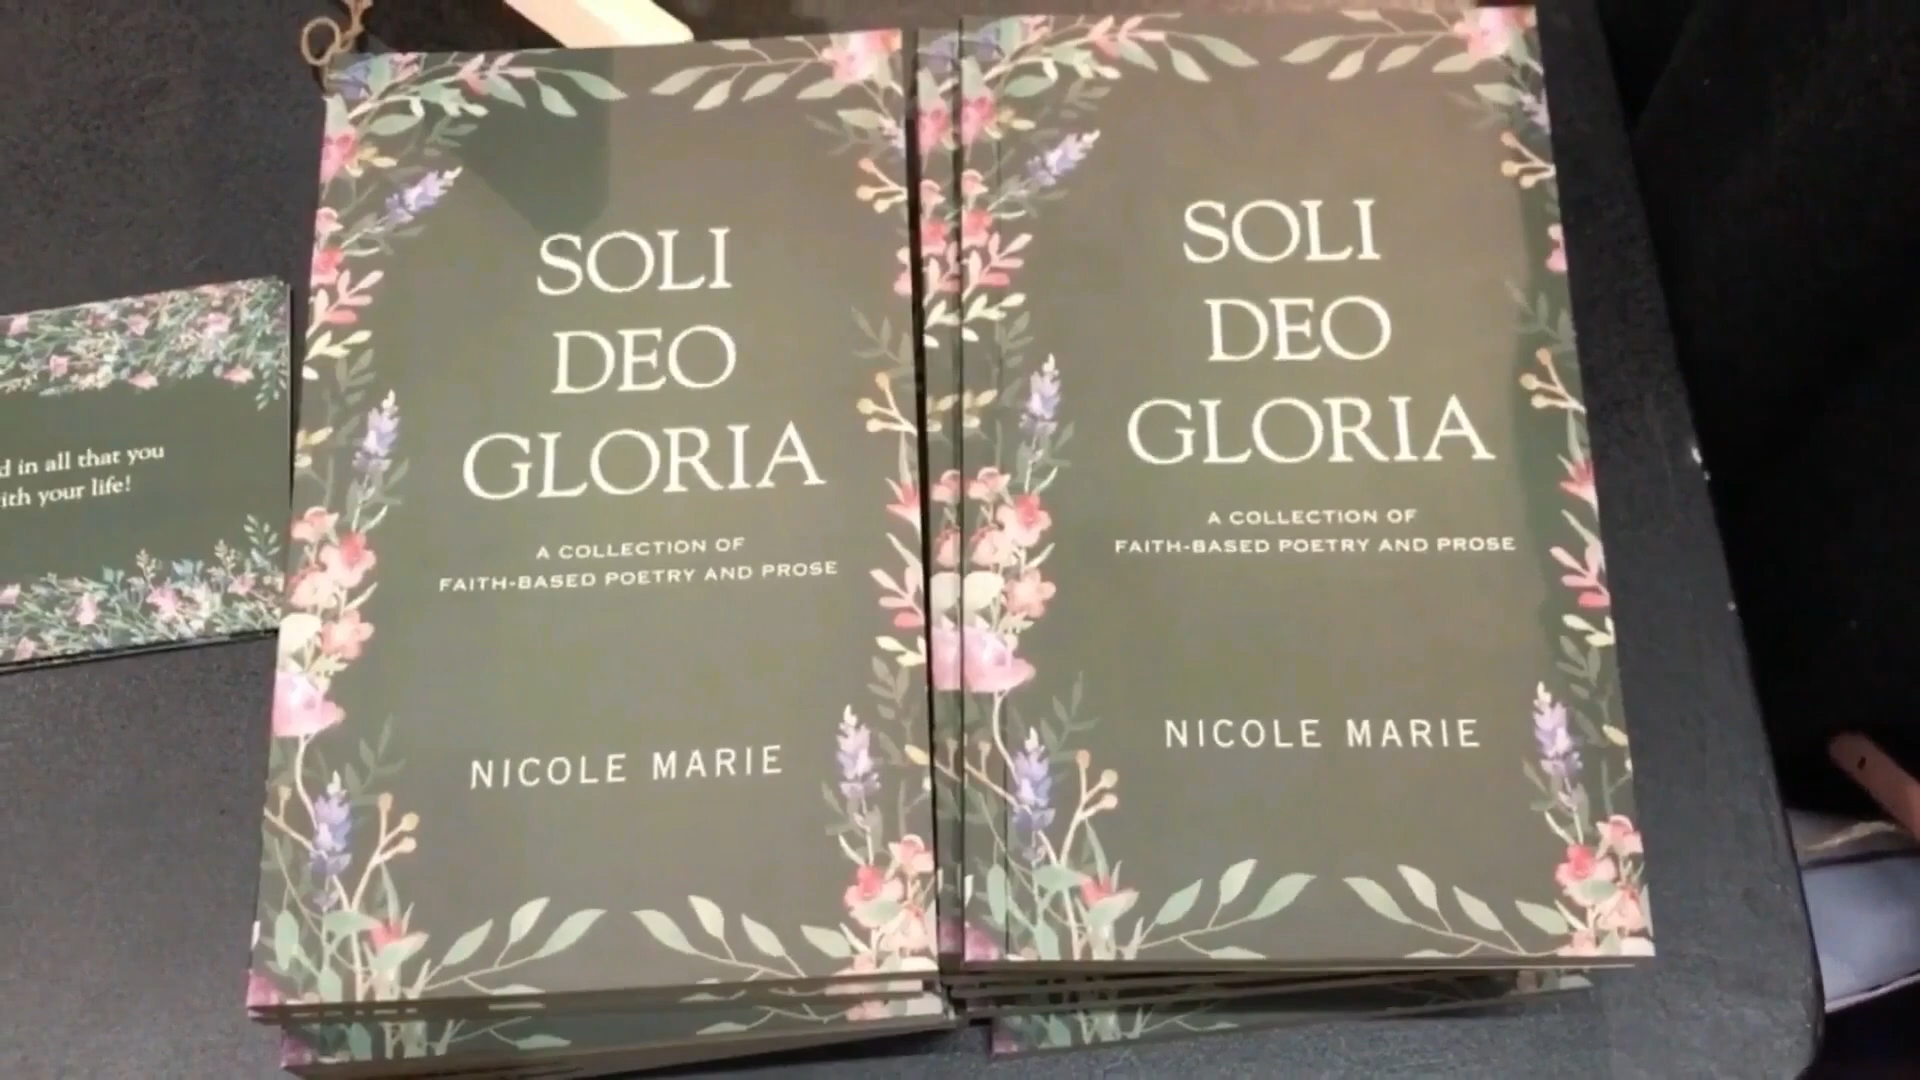 d in all that you
ith your life!
SOLI
DEO
GLORIA
A COLLECTION OF
FAITH-BASED POETRY AND PROSE
NICOLE MARIE
SOLI
DEO
GLORIA
A COLLECTION OF
FAITH-BASED POETRY AND PROSE
NICOLE MARIE